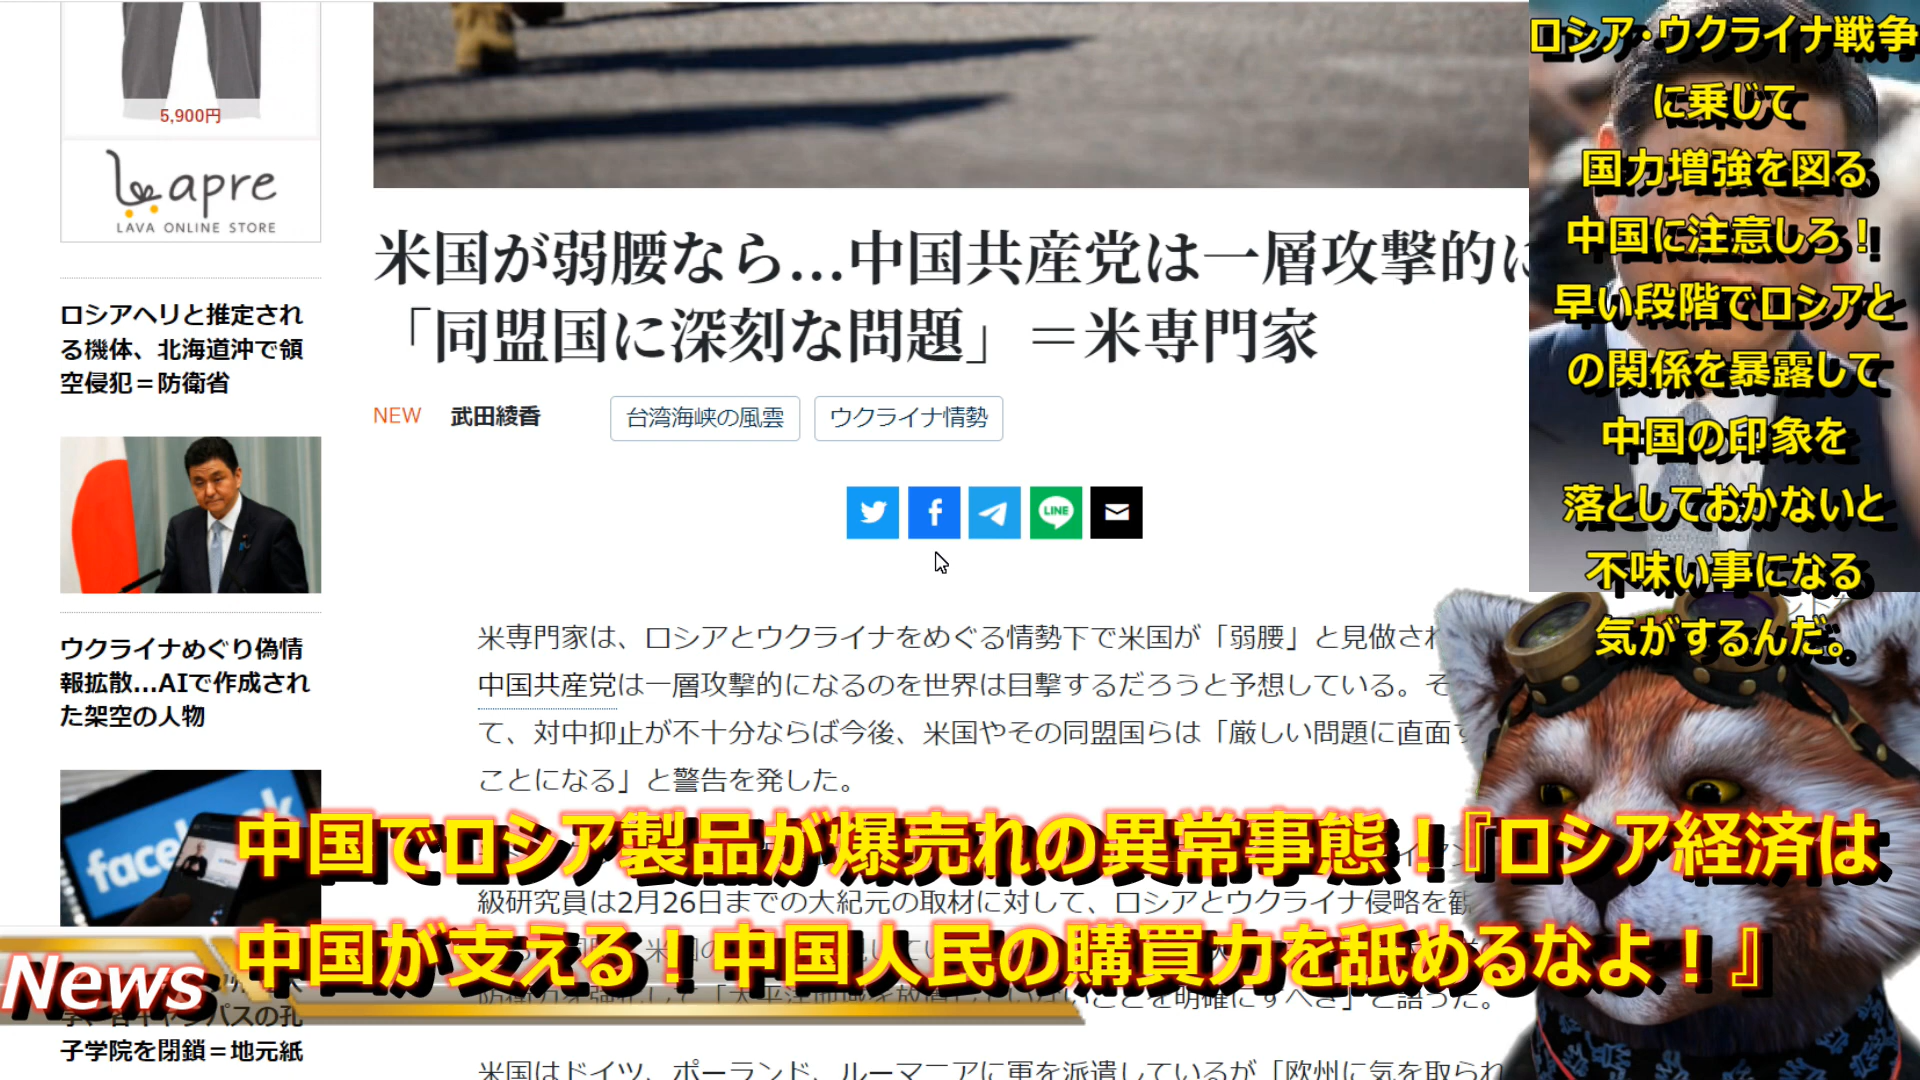 5,900円
Leapre
LAVA ONLINE STORE
ロシアヘリと推定され
る機体、北海道沖で領
空侵犯＝防衛省
ウクライナめぐり偽情
報拡散...AIで作成され
た架空の人物
facebook
子学院を閉鎖＝地元紙
米国が弱腰なら...中国共産党は一層攻撃的に
「同盟国に深刻な問題」＝米専門家
NEW 武田綾香 台湾海峡の風雲 ウクライナ情勢
LINE
米専門家は、ロシアとウクライナをめぐる情勢下で米国が「弱腰」と見做され
中国共産党は一層攻撃的になるのを世界は目撃するだろうと予想している。そ
て、対中抑止が不十分ならば今後、米国やその同盟国らは「厳しい問題に直面す
ことになる」と警告を発した。
級研究員は2月26日までの大紀元の取材に対して、ロシアとウクライナ侵略を観
米国はドイツ、ポーランド、ルーマニアに軍を派遣しているが「欧州に気を取られ
ロシア・ウクライナ戦争
に乗じて
国力増強を図る
中国に注意しろ！
早い段階でロシアと
の関係を暴露して
中国の印象を
落としておかないと
不味い事になる
気がするんだ。
中国でロシア製品が爆売れの異常事態！『ロシア経済は
中国が支える！中国人民の購買力を舐めるなよ！』
News